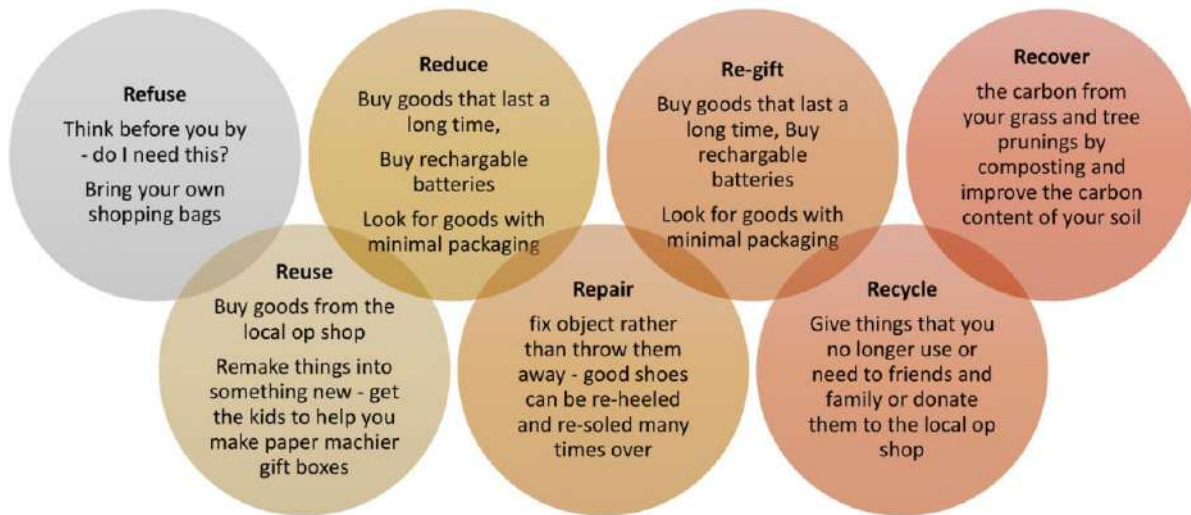 Refuse
Think before you by
- do I need this?
Bring your own
shopping bags
Reduce
Buy goods that last a
long time,
Buy rechargable
batteries
Look for goods with
minimal packaging
Re-gift
Buy goods that last a
long time, Buy
rechargable
batteries
Look for goods with
minimal packaging
Recover
the carbon from
your grass and tree
prunings by
composting and
improve the carbon
content of your soil
Reuse
Buy goods from the
local op shop
Remake things into
something new - get
the kids to help you
make paper machier
gift boxes
Repair
fix object rather
than throw them
away - good shoes
can be re-heeled
and re-soled many
times over
Recycle
Give things that you
no longer use or
need to friends and
family or donate
them to the local op
shop